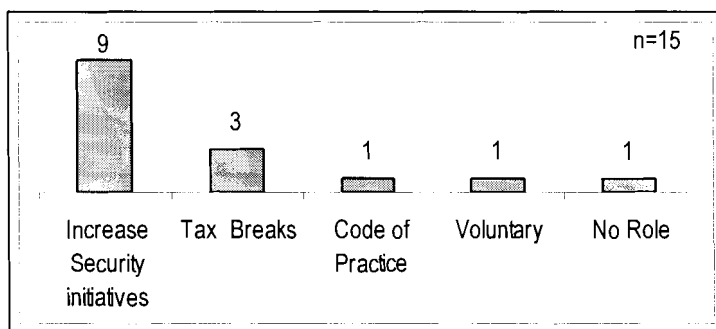 n=15
9
3
1
1
1
Increase Security initiatives
Tax Breaks
Code of Practice
Voluntary
No Role